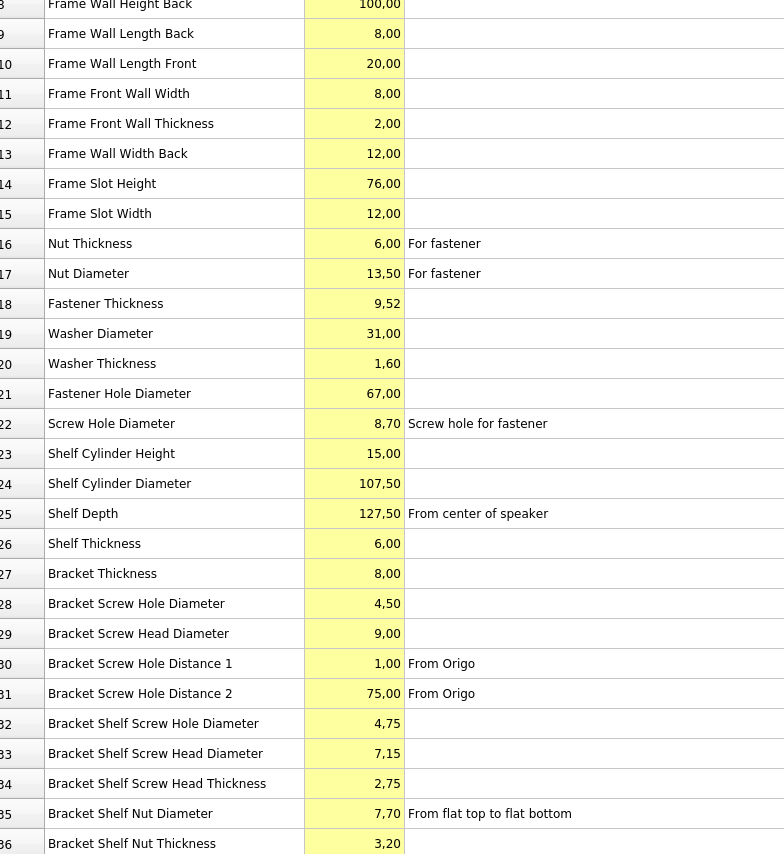 8 Frame Wall Height Back 100,00
9 Frame Wall Length Back 8,00
10 Frame Wall Length Front 20,00
11 Frame Front Wall Width 8,00
12 Frame Front Wall Thickness 2,00
13 Frame Wall Width Back 12,00
14 Frame Slot Height 76,00
15 Frame Slot Width 12,00
16 Nut Thickness 6,00 For fastener
17 Nut Diameter 13,50 For fastener
18 Fastener Thickness 9,52
19 Washer Diameter 31,00
20 Washer Thickness 1,60
21 Fastener Hole Diameter 67,00
22 Screw Hole Diameter 8,70 Screw hole for fastener
23 Shelf Cylinder Height 15,00
24 Shelf Cylinder Diameter 107,50
25 Shelf Depth 127,50 From center of speaker
26 Shelf Thickness 6,00
27 Bracket Thickness 8,00
28 Bracket Screw Hole Diameter 4,50
29 Bracket Screw Head Diameter 9,00
30 Bracket Screw Hole Distance 1 1,00 From Origo
31 Bracket Screw Hole Distance 2 75,00 From Origo
32 Bracket Shelf Screw Hole Diameter 4,75
33 Bracket Shelf Screw Head Diameter 7,15
34 Bracket Shelf Screw Head Thickness 2,75
35 Bracket Shelf Nut Diameter 7,70 From flat top to flat bottom
36 Bracket Shelf Nut Thickness 3,20